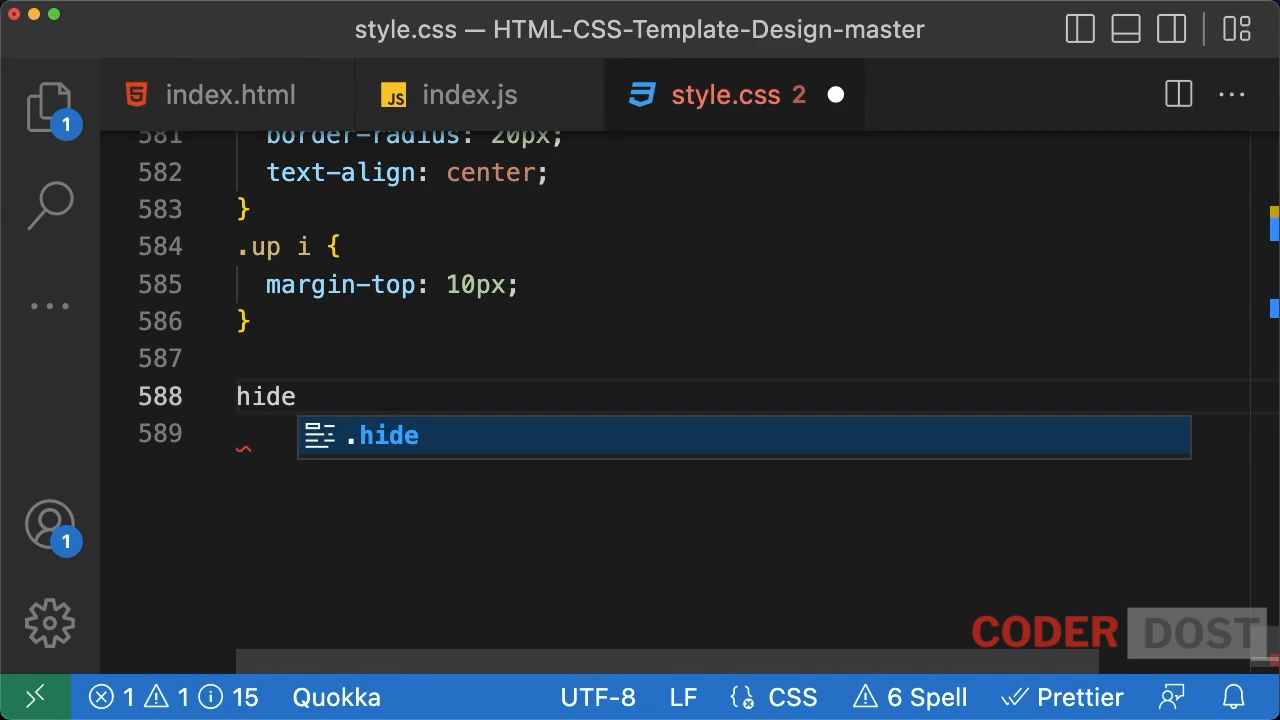 style.css — HTML-CSS-Template-Design-master
index.html
JS index.js
style.css 2
1
581 border-radius: 20px;
582 text-align: center;
583 }
584 .up i {
585 margin-top: 10px;
586 }
587
588 hide
589 .hide
1
CODER DOST
1 1 15 Quokka UTF-8 LF {} CSS 6 Spell Prettier